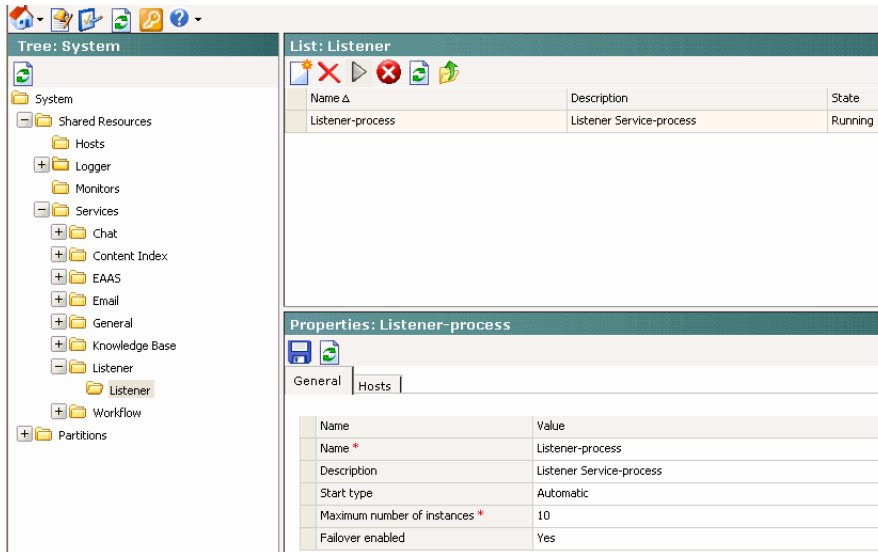 Tree: System
System
Shared Resources
Hosts
Logger
Monitors
Services
Chat
Content Index
EAAS
Email
General
Knowledge Base
Listener
Listener
Workflow
Partitions
List: Listener
Name Description State
Listener-process Listener Service-process Running
Properties: Listener-process
General Hosts
Name Value
Name * Listener-process
Description Listener Service-process
Start type Automatic
Maximum number of instances * 10
Failover enabled Yes